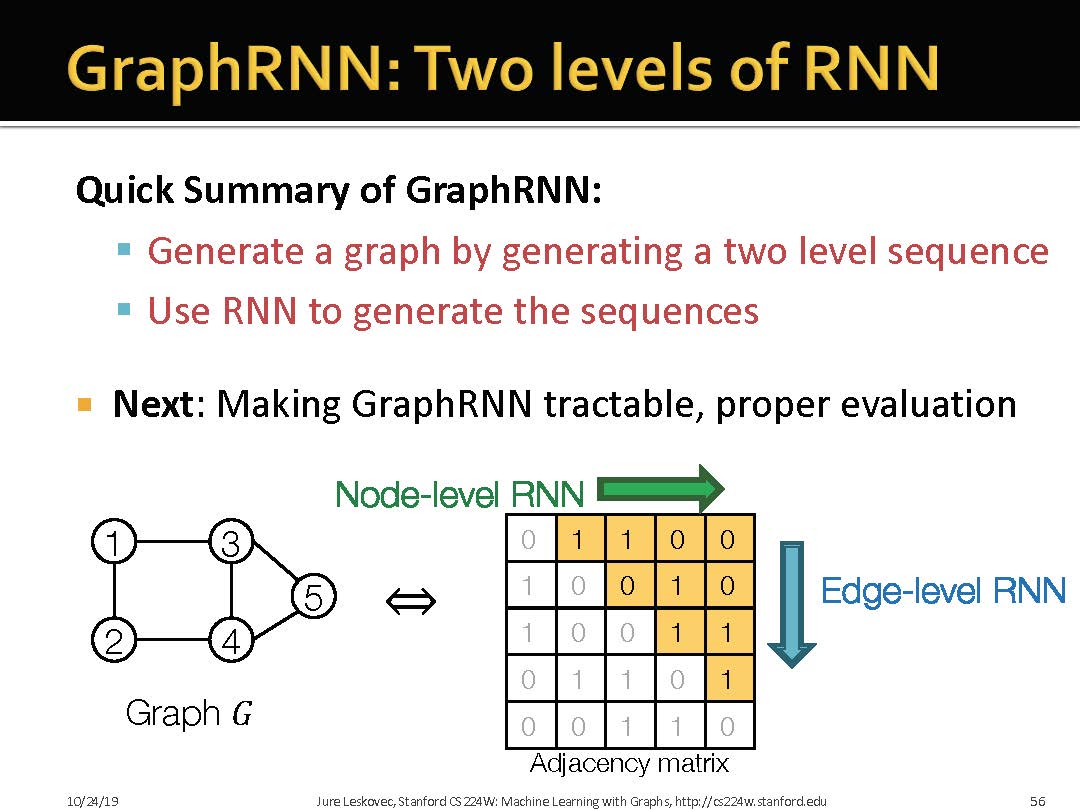 GraphRNN: Two levels of RNN
Quick Summary of GraphRNN:
Generate a graph by generating a two level sequence
Use RNN to generate the sequences
Next: Making GraphRNN tractable, proper evaluation
Node-level RNN
1 3
5
2 4
Graph G
⇔
0 1 1 0 0
1 0 0 1 0
1 0 0 1 1
0 1 1 0 1
0 0 1 1 0
Edge-level RNN
Adjacency matrix
10/24/19
Jure Leskovec, Stanford CS224W: Machine Learning with Graphs, http://cs224w.stanford.edu
56